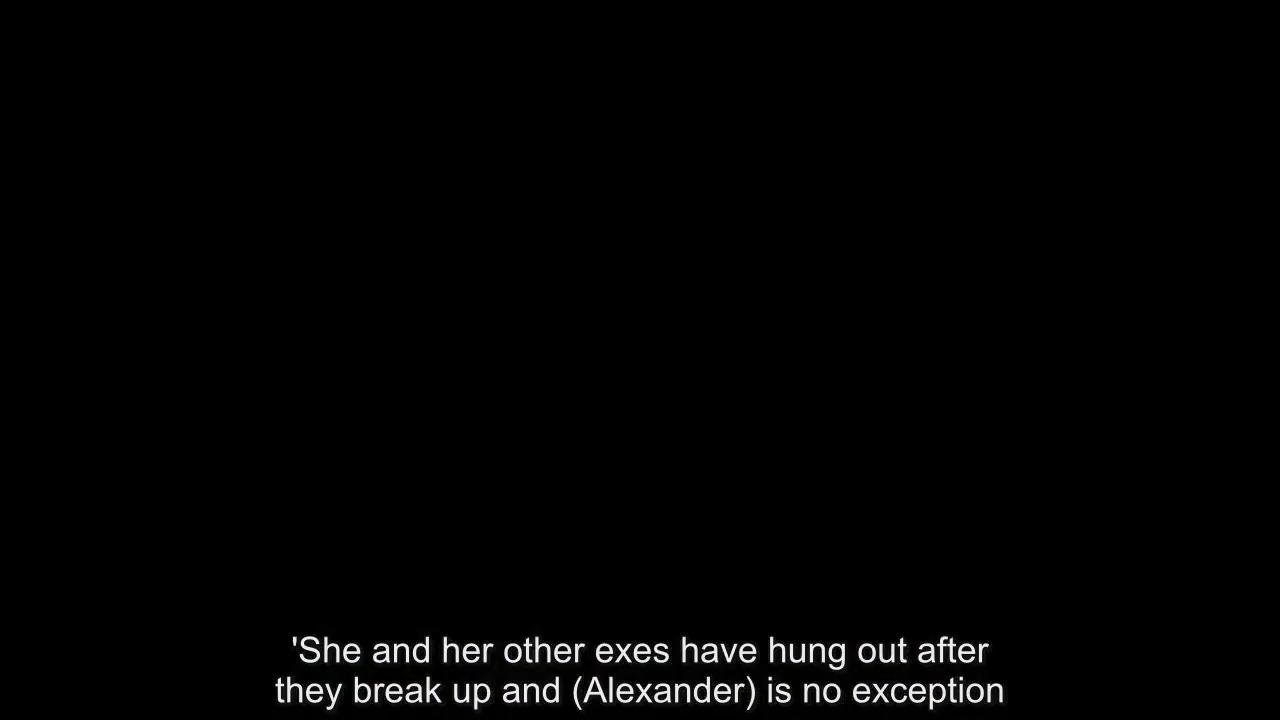 'She and her other exes have hung out after
they break up and (Alexander) is no exception